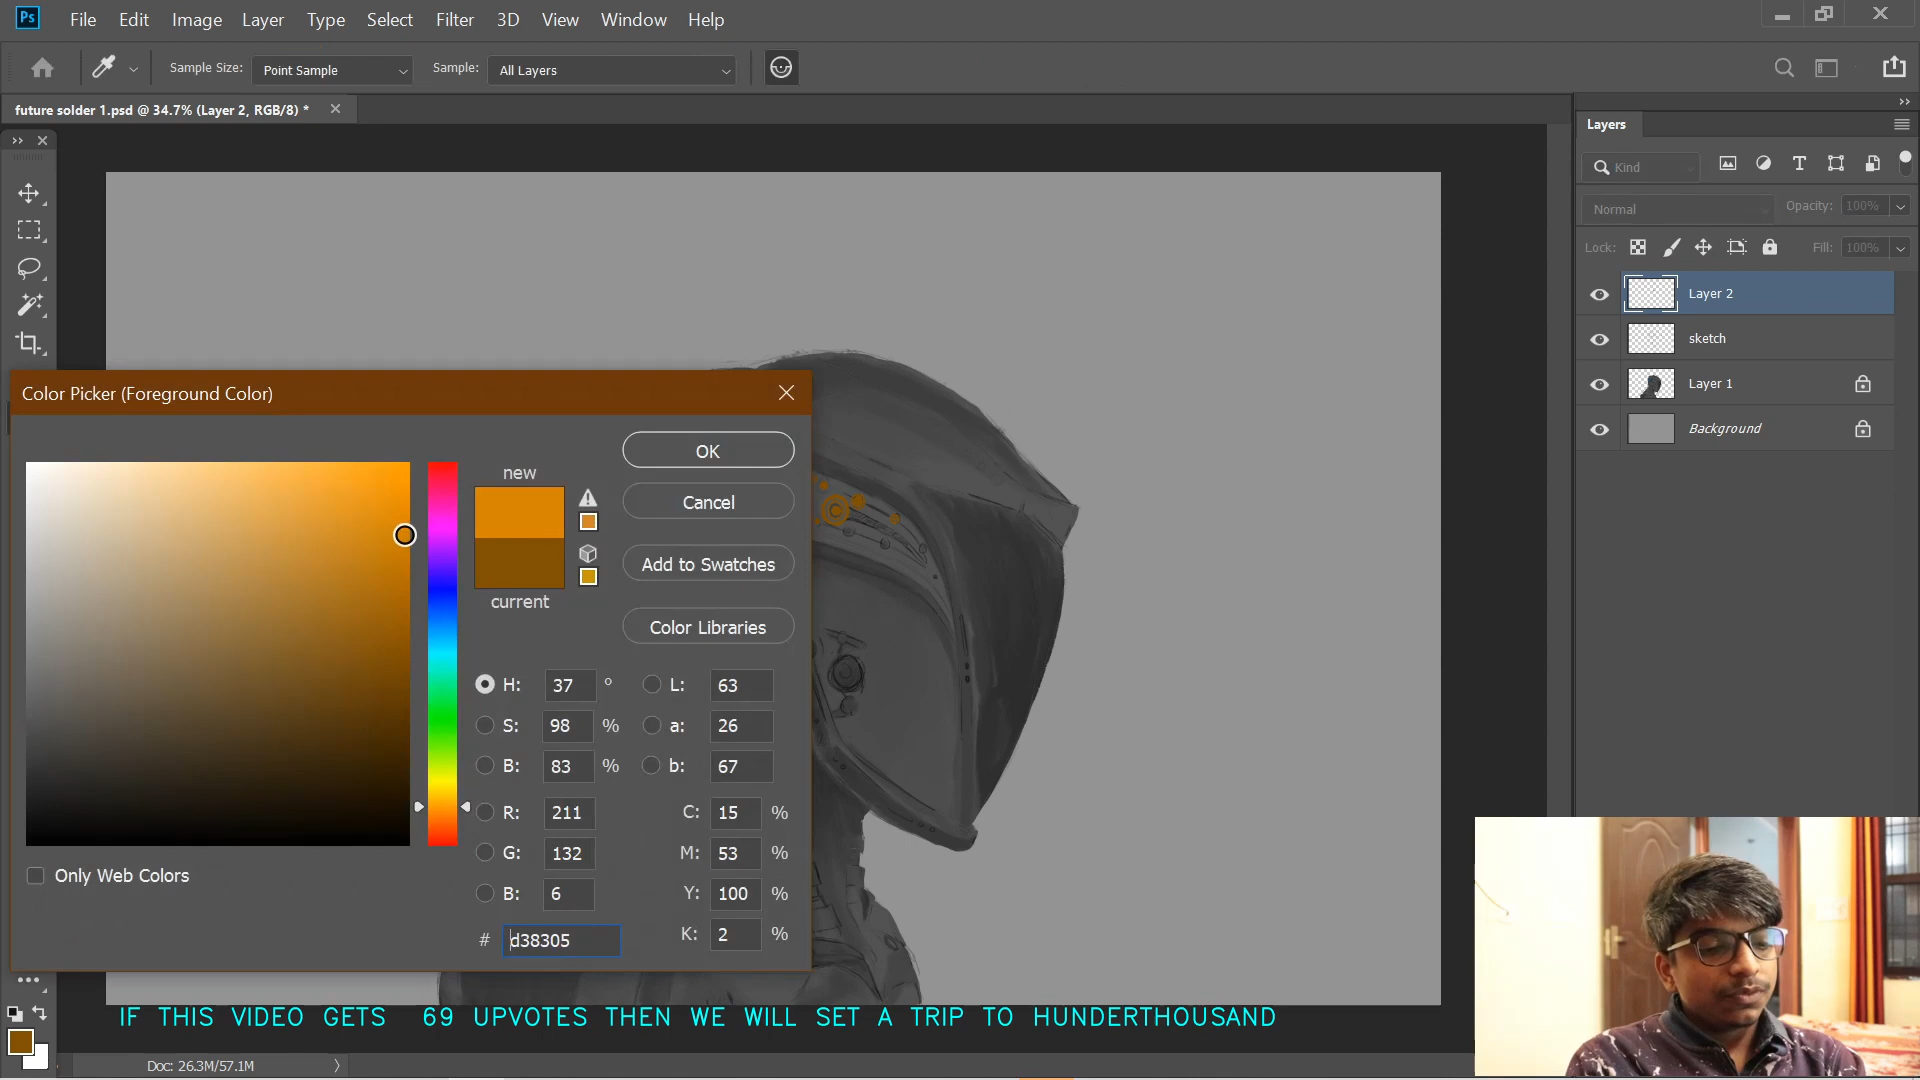 Ps File Edit Image Layer Type Select Filter 3D View Window Help
Sample Size: Point Sample Sample: All Layers
future solder 1.psd @ 34.7% (Layer 2, RGB/8) *
Layers
Kind
Normal Opacity: 100%
Lock: Fill: 100%
Layer 2
sketch
Layer 1
Background
Color Picker (Foreground Color)
new
current
OK
Cancel
Add to Swatches
Color Libraries
H: 37 ° L: 63
S: 98 % a: 26
B: 83 % b: 67
R: 211 C: 15 %
G: 132 M: 53 %
B: 6 Y: 100 %
# d38305 K: 2 %
Only Web Colors
IF THIS VIDEO GETS 69 UPVOTES THEN WE WILL SET A TRIP TO HUNDERTHOUSAND
Doc: 26.3M/57.1M